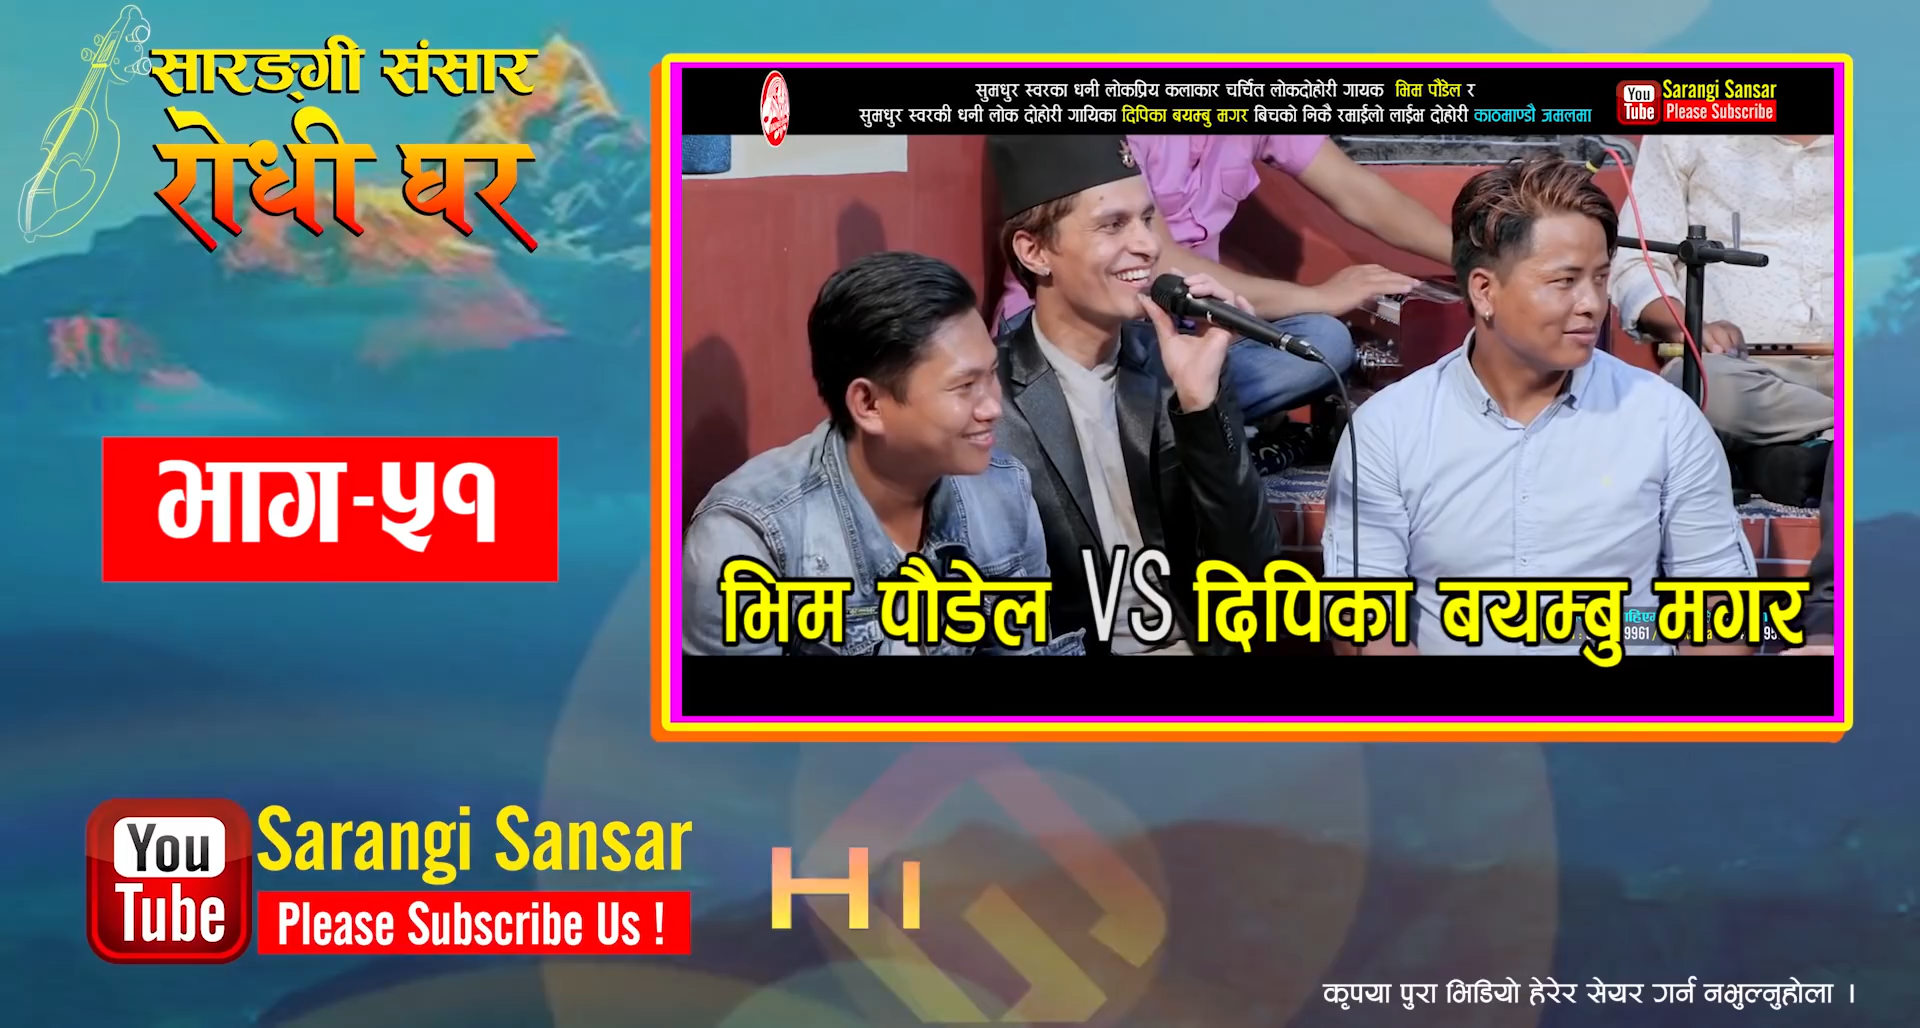 सारङ्गी संसार
रोधी घर
सुमधुर स्वरका धनी लोकप्रिय कलाकार चर्चित लोकदोहोरी गायक भिम पौडेल र
सुमधुर स्वरकी धनी लोक दोहोरी गायिका दिपिका बयम्बु मगर बिचको निकै रमाईलो लाईभ दोहोरी काठमाण्डौ जमलमा
You Tube
Sarangi Sansar
Please Subscribe
भाग-५१
भिम पौडेल VS दिपिका बयम्बु मगर
9961
You Tube
Sarangi Sansar
Please Subscribe Us !
HI
कृपया पुरा भिडियो हेरेर सेयर गर्न नभुल्नुहोला ।